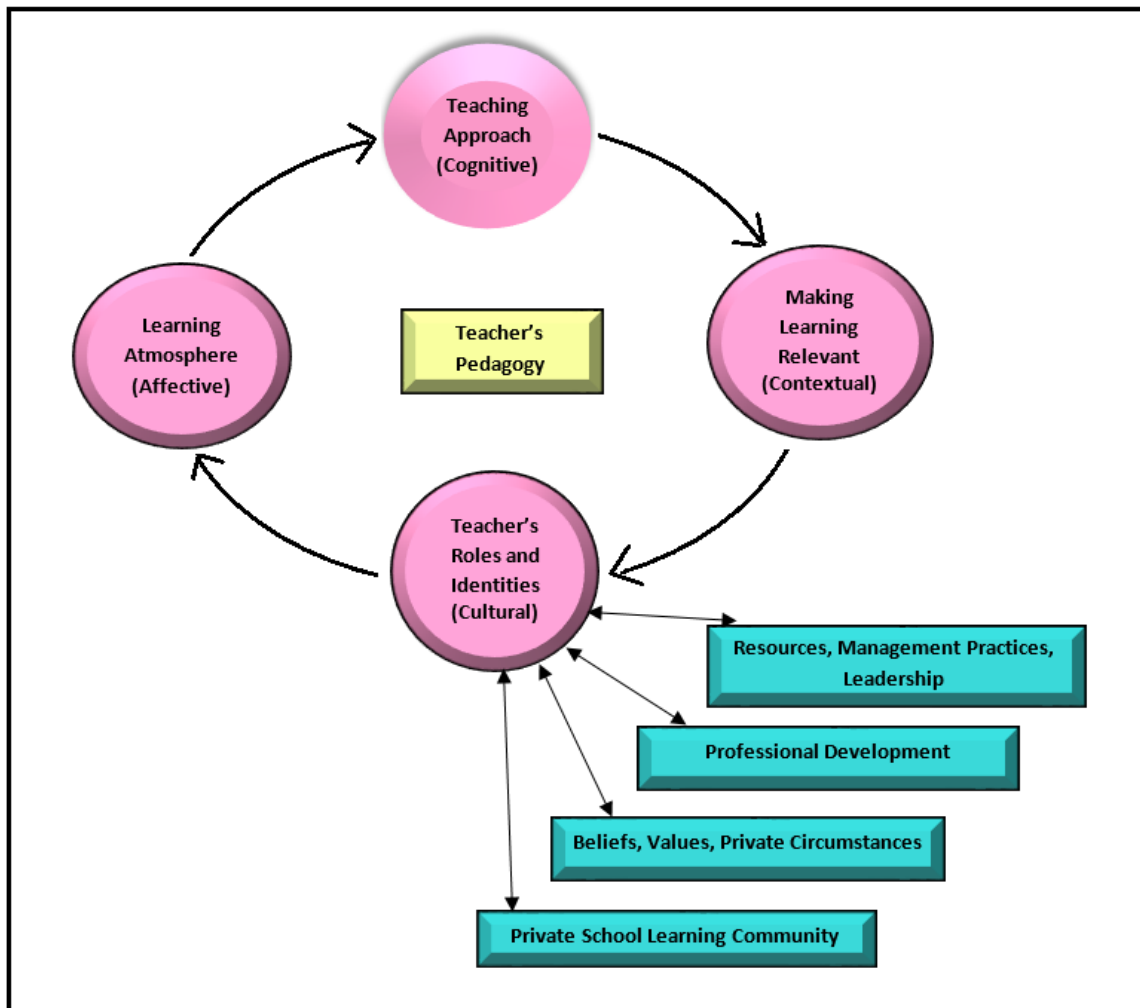 Teaching
Approach
(Cognitive)
Making
Learning
Relevant
(Contextual)
Learning
Atmosphere
(Affective)
Teacher’s
Pedagogy
Teacher’s
Roles and
Identities
(Cultural)
Resources, Management Practices,
Leadership
Professional Development
Beliefs, Values, Private Circumstances
Private School Learning Community